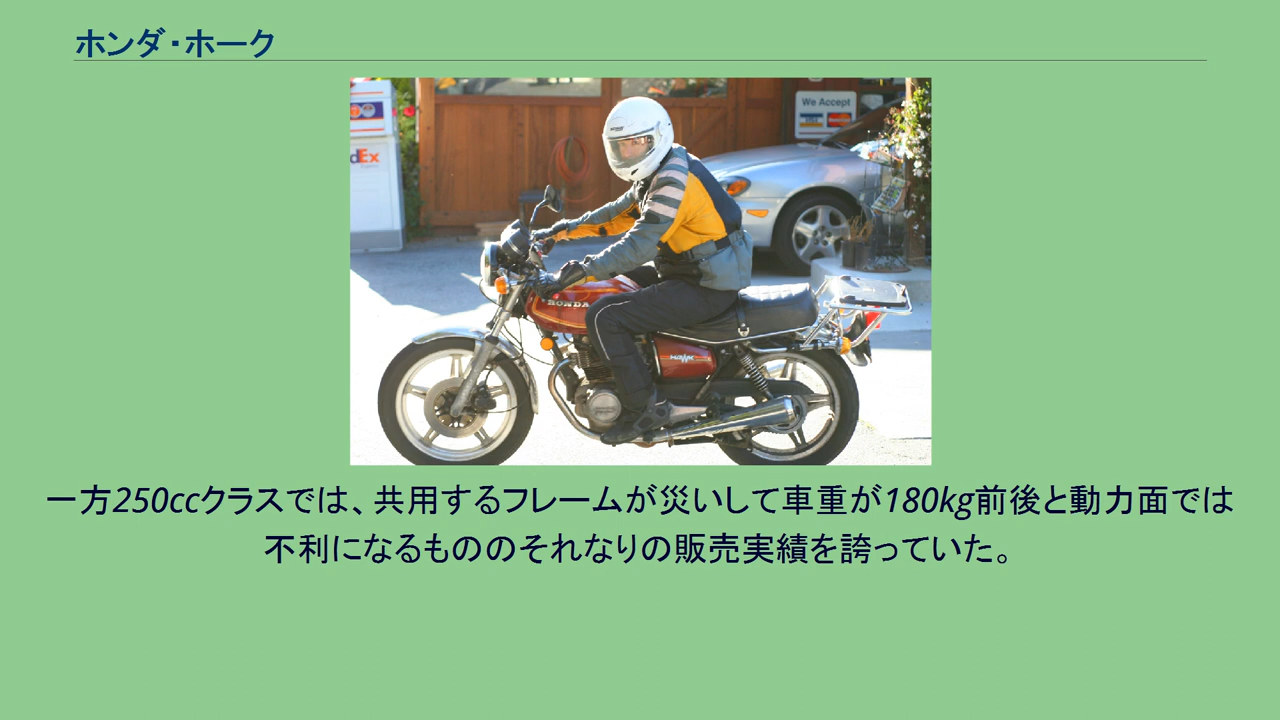 ホンダ・ホーク
We Accept
dEx
HONDA
HAWK
一方250ccクラスでは、共用するフレームが災いして車重が180kg前後と動力面では
不利になるもののそれなりの販売実績を誇っていた。